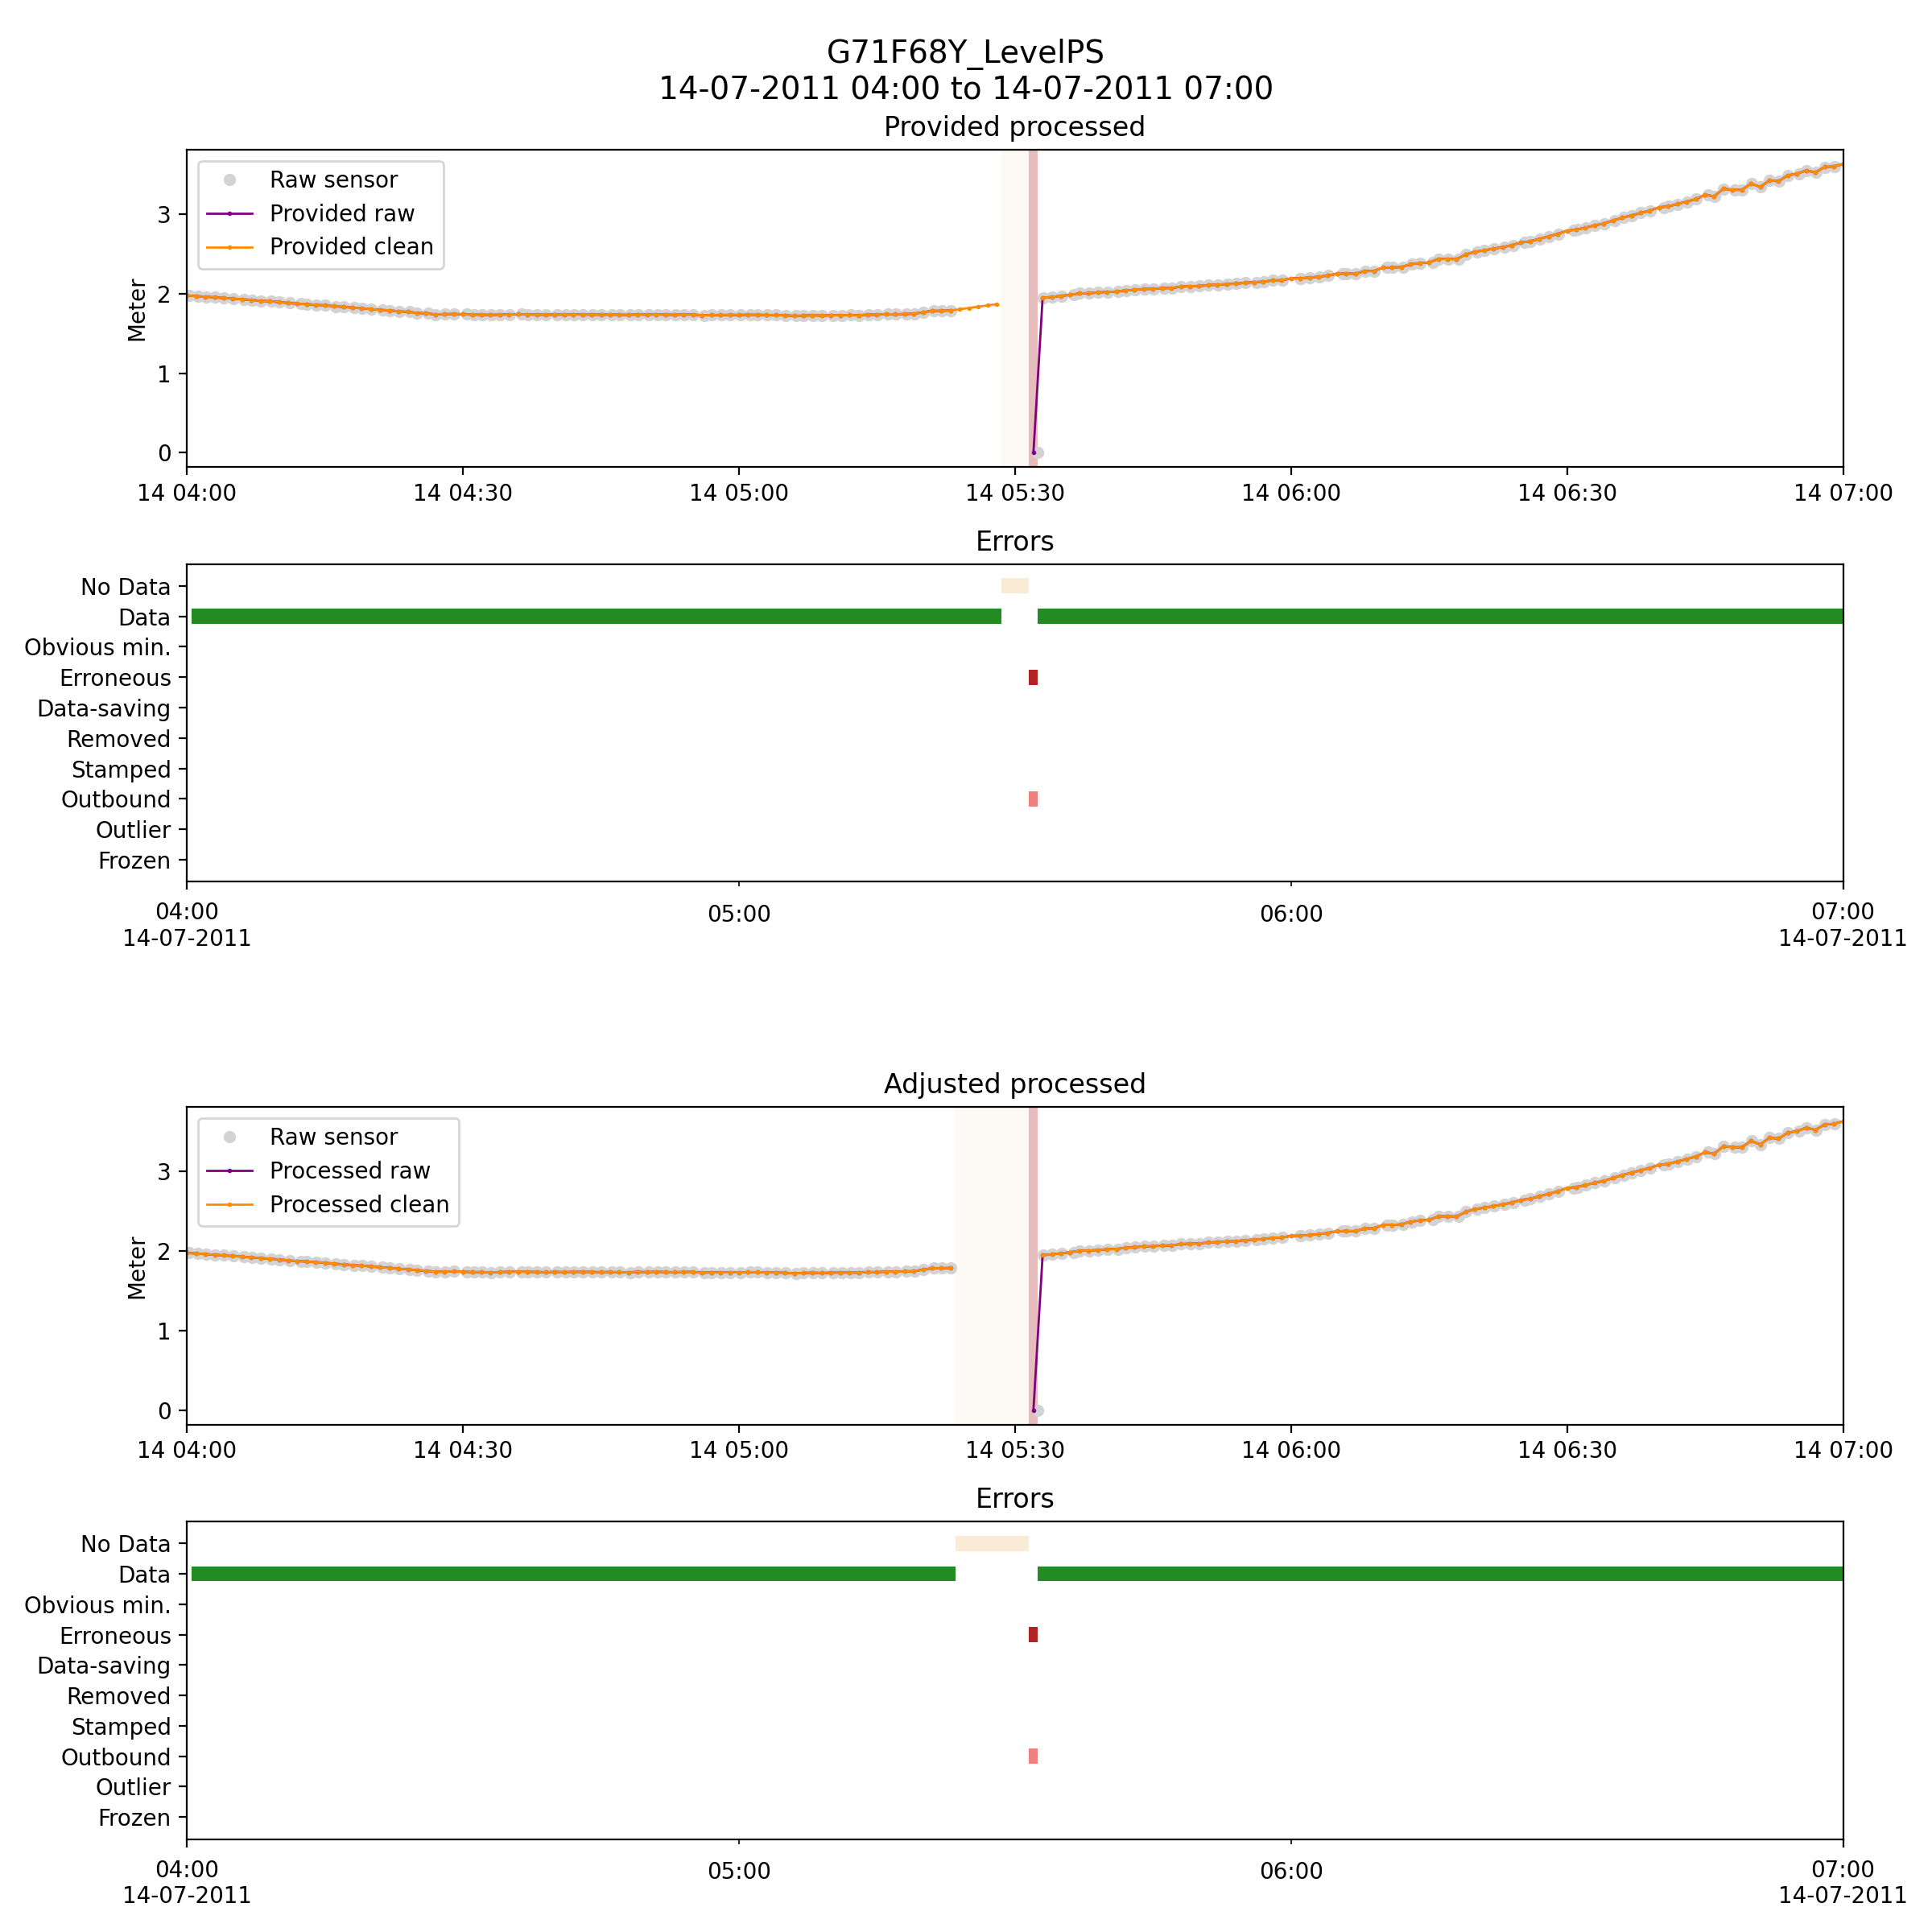 G71F68Y_LevelPS
14-07-2011 04:00 to 14-07-2011 07:00
Provided processed
Raw sensor
Provided raw
Provided clean
Meter
3
2
1
0
14 04:00 14 04:30 14 05:00 14 05:30 14 06:00 14 06:30 14 07:00
Errors
No Data
Data
Obvious min.
Erroneous
Data-saving
Removed
Stamped
Outbound
Outlier
Frozen
04:00 05:00 06:00 07:00
14-07-2011 14-07-2011
Adjusted processed
Raw sensor
Processed raw
Processed clean
Meter
3
2
1
0
14 04:00 14 04:30 14 05:00 14 05:30 14 06:00 14 06:30 14 07:00
Errors
No Data
Data
Obvious min.
Erroneous
Data-saving
Removed
Stamped
Outbound
Outlier
Frozen
04:00 05:00 06:00 07:00
14-07-2011 14-07-2011